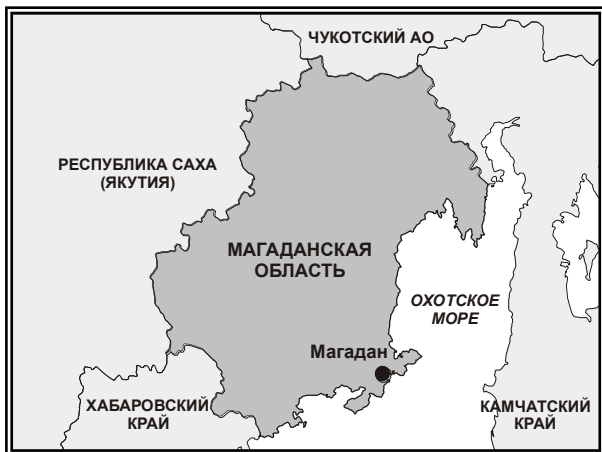 ЧУКОТСКИЙ АО
РЕСПУБЛИКА САХА
(ЯКУТИЯ)
МАГАДАНСКАЯ
ОБЛАСТЬ
ОХОТСКОЕ
МОРЕ
Магадан
ХАБАРОВСКИЙ
КРАЙ
КАМЧАТСКИЙ
КРАЙ